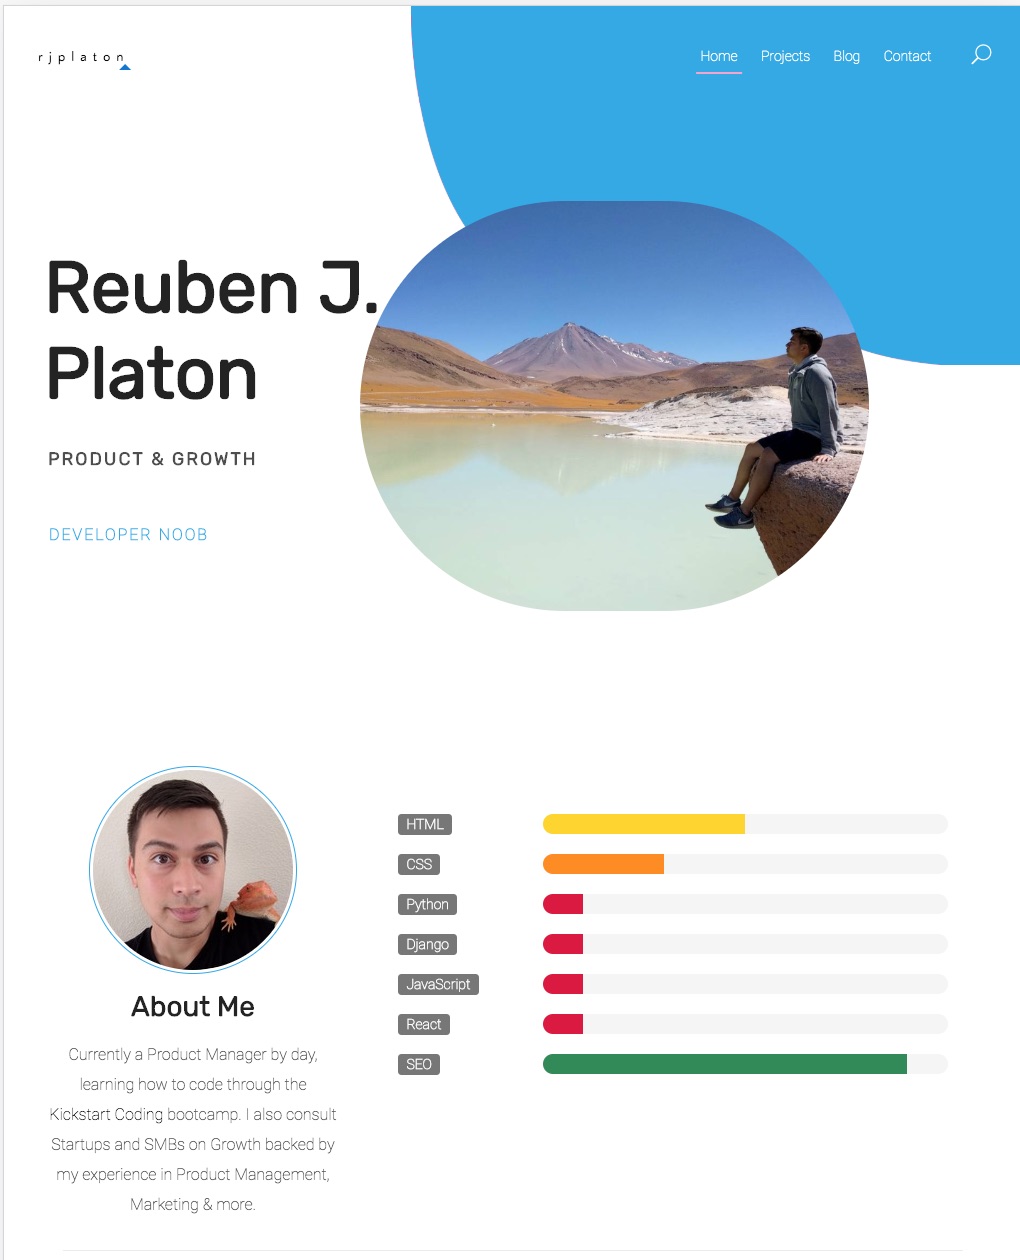 rjplaton
Home Projects Blog Contact
Reuben J.
Platon
PRODUCT & GROWTH
DEVELOPER NOOB
HTML
CSS
Python
Django
JavaScript
React
SEO
About Me
Currently a Product Manager by day,
learning how to code through the
Kickstart Coding bootcamp. I also consult
Startups and SMBs on Growth backed by
my experience in Product Management,
Marketing & more.